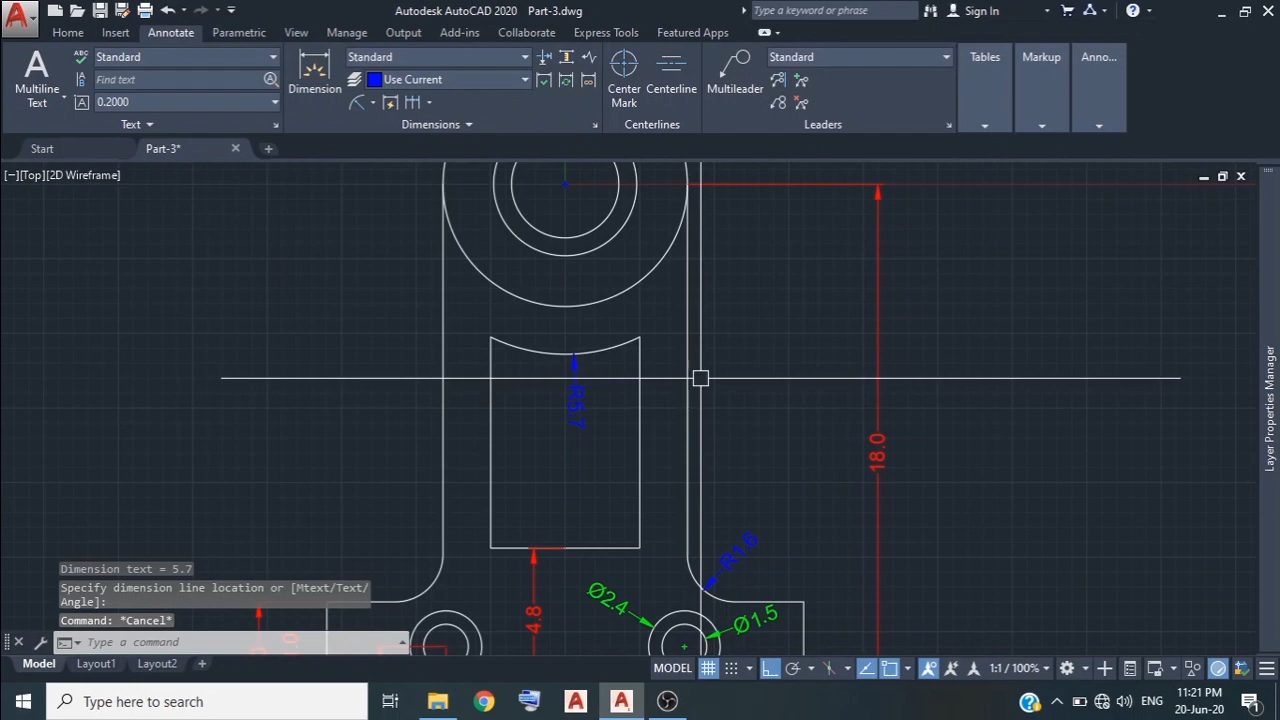 Autodesk AutoCAD 2020 Part-3.dwg
Type a keyword or phrase
Sign In
Home Insert Annotate Parametric View Manage Output Add-ins Collaborate Express Tools Featured Apps
Multiline
Text
Standard
Find text
0.2000
Text
Dimension
Standard
Use Current
Dimensions
Center
Mark
Centerline
Centerlines
Multileader
Standard
Leaders
Tables
Markup
Anno...
Start
Part-3*
[−][Top][2D Wireframe]
Layer Properties Manager
R5.7
18.0
R1.6
Ø2.4
Ø1.5
4.8
Dimension text = 5.7
Specify dimension line location or [Mtext/Text/
Angle]:
Command: *Cancel*
Type a command
Model Layout1 Layout2
MODEL
1:1 / 100%
Type here to search
ENG
11:21 PM
20-Jun-20